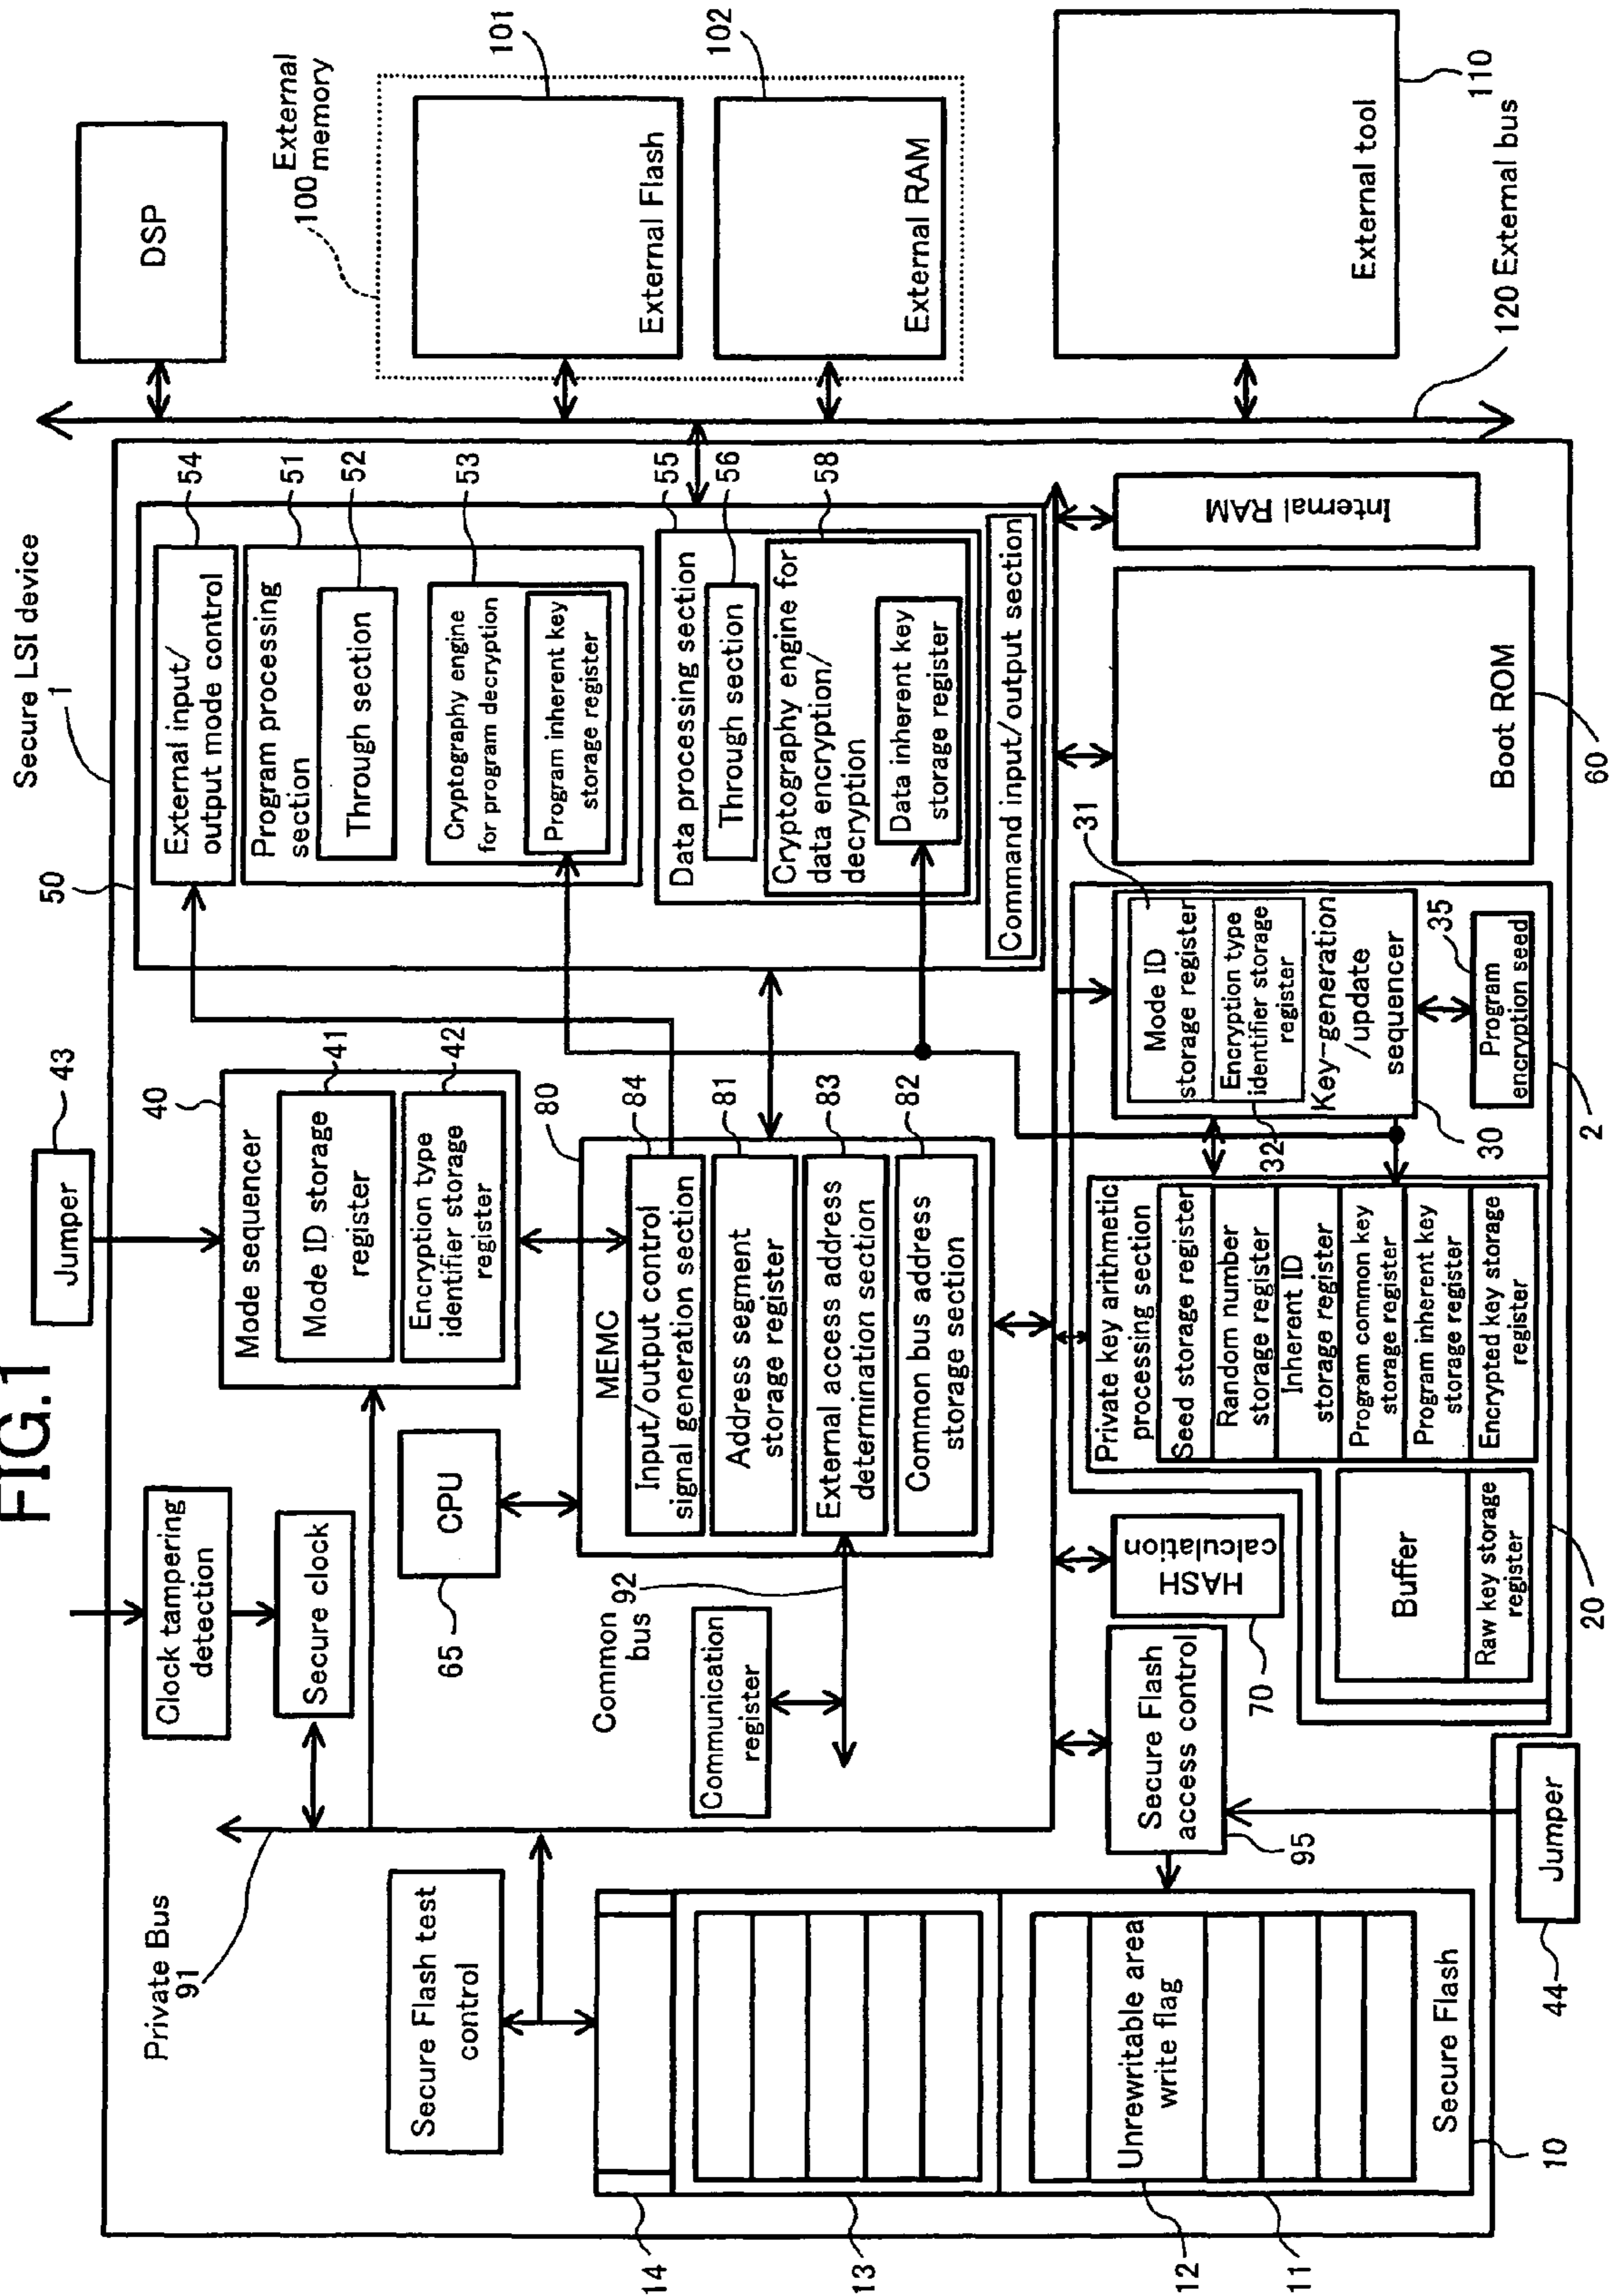 FIG.1
Secure LSI device
1
Private Bus
91
Clock tampering
detection
Secure clock
Jumper
43
Mode sequencer
40
Mode ID storage
register
41
Encryption type
identifier storage
register
42
50
External input/
output mode control
54
Program processing
section
51
Through section
52
Cryptography engine
for program decryption
53
Program inherent key
storage register
Data processing section
55
Through section
56
Cryptography engine for
data encryption/
decryption
58
Data inherent key
storage register
Command input/output section
DSP
External
memory
100
External Flash
101
External RAM
102
External tool
110
120 External bus
Secure Flash test
control
CPU
65
MEMC
80
Input/output control
signal generation section
84
Address segment
storage register
81
External access address
determination section
83
Common bus address
storage section
82
Common
bus
92
Communication
register
14
13
Unrewritable area
write flag
12
11
Secure Flash
10
Secure Flash
access control
95
Jumper
44
HASH
calculation
70
Private key arithmetic
processing section
Seed storage register
Random number
storage register
Inherent ID
storage register
Program common key
storage register
Program inherent key
storage register
Encrypted key storage
register
Buffer
Raw key storage
register
20
Mode ID
storage register
31
Encryption type
identifier storage
register
32
Key-generation
/update
sequencer
30
Program
encryption seed
35
2
Boot ROM
60
Internal RAM